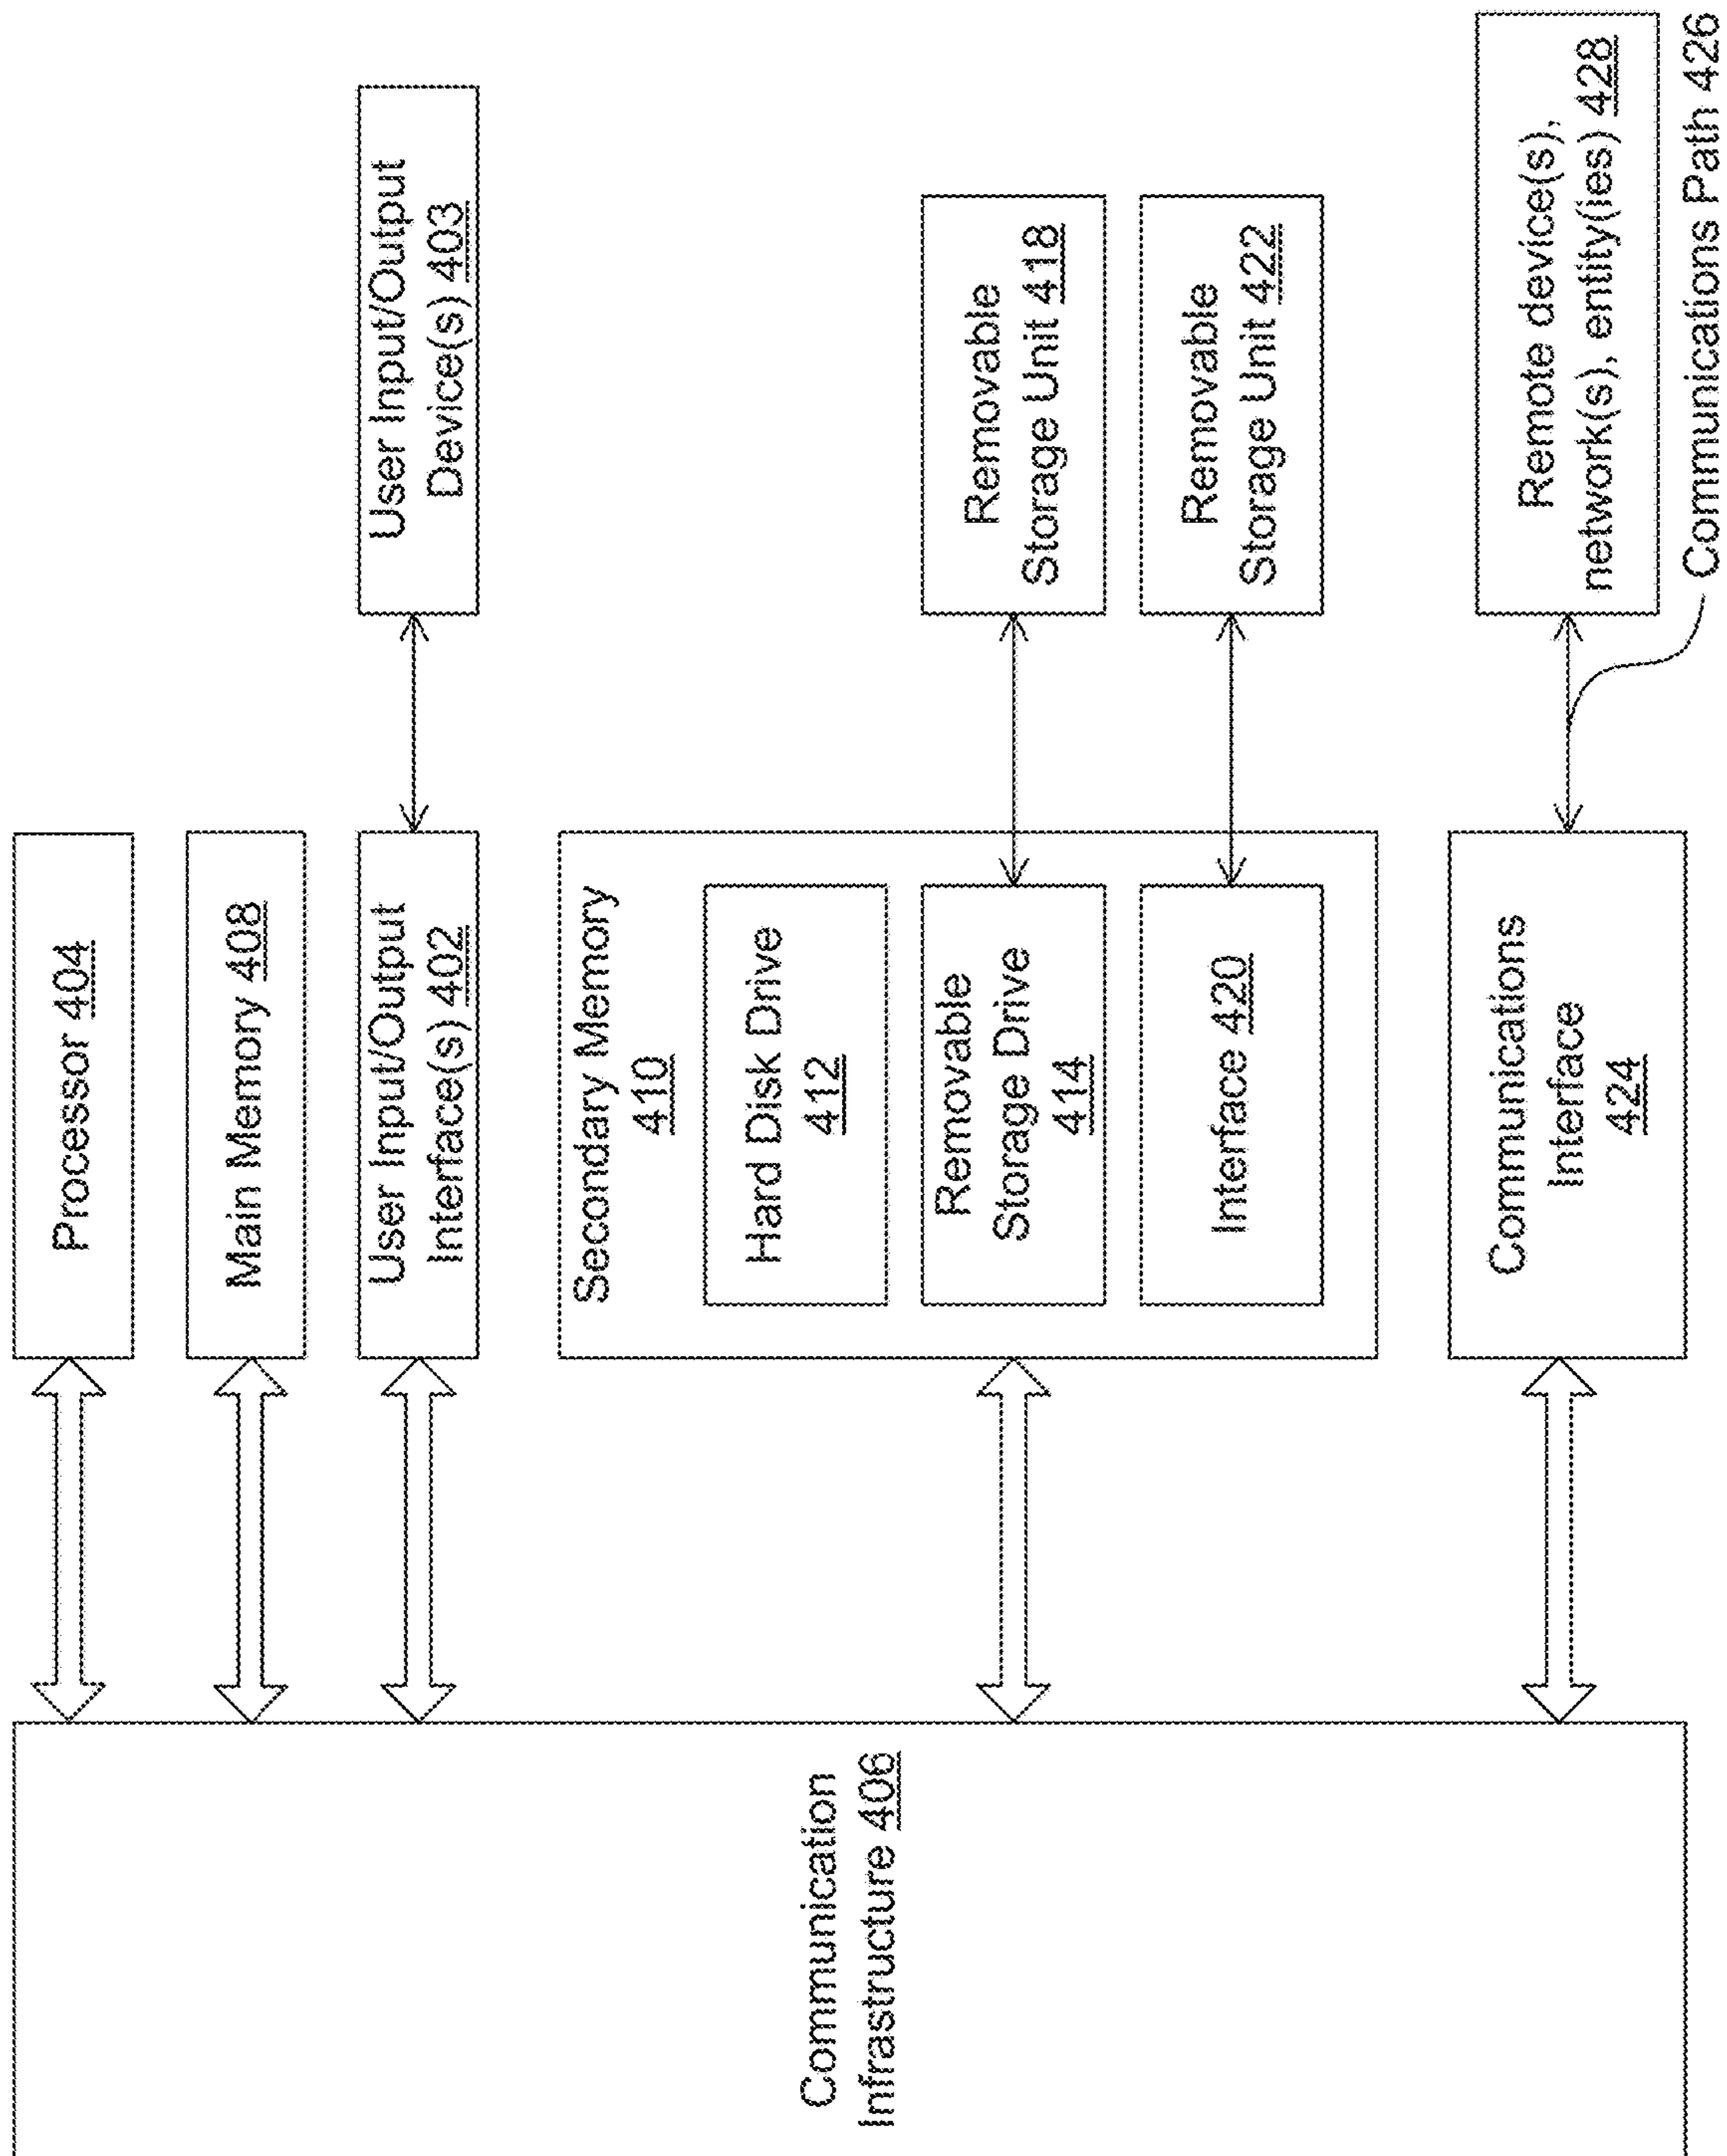 Processor 404
Main Memory 408
User Input/Output
Interface(s) 402
User Input/Output
Device(s) 403
Communication
Infrastructure 406
Secondary Memory
410
Hard Disk Drive
412
Removable
Storage Drive
414
Removable
Storage Unit 418
Interface 420
Removable
Storage Unit 422
Communications
Interface
424
Remote device(s),
network(s), entity(ies) 428
Communications Path 426